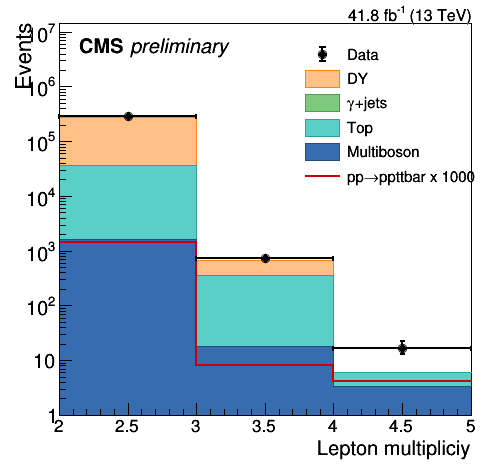 41.8 fb⁻¹ (13 TeV)
Events
CMS preliminary
Data
DY
γ+jets
Top
Multiboson
pp→ppttbar x 1000
10⁷
10⁶
10⁵
10⁴
10³
10²
10
1
2 2.5 3 3.5 4 4.5 5
Lepton multipliciy